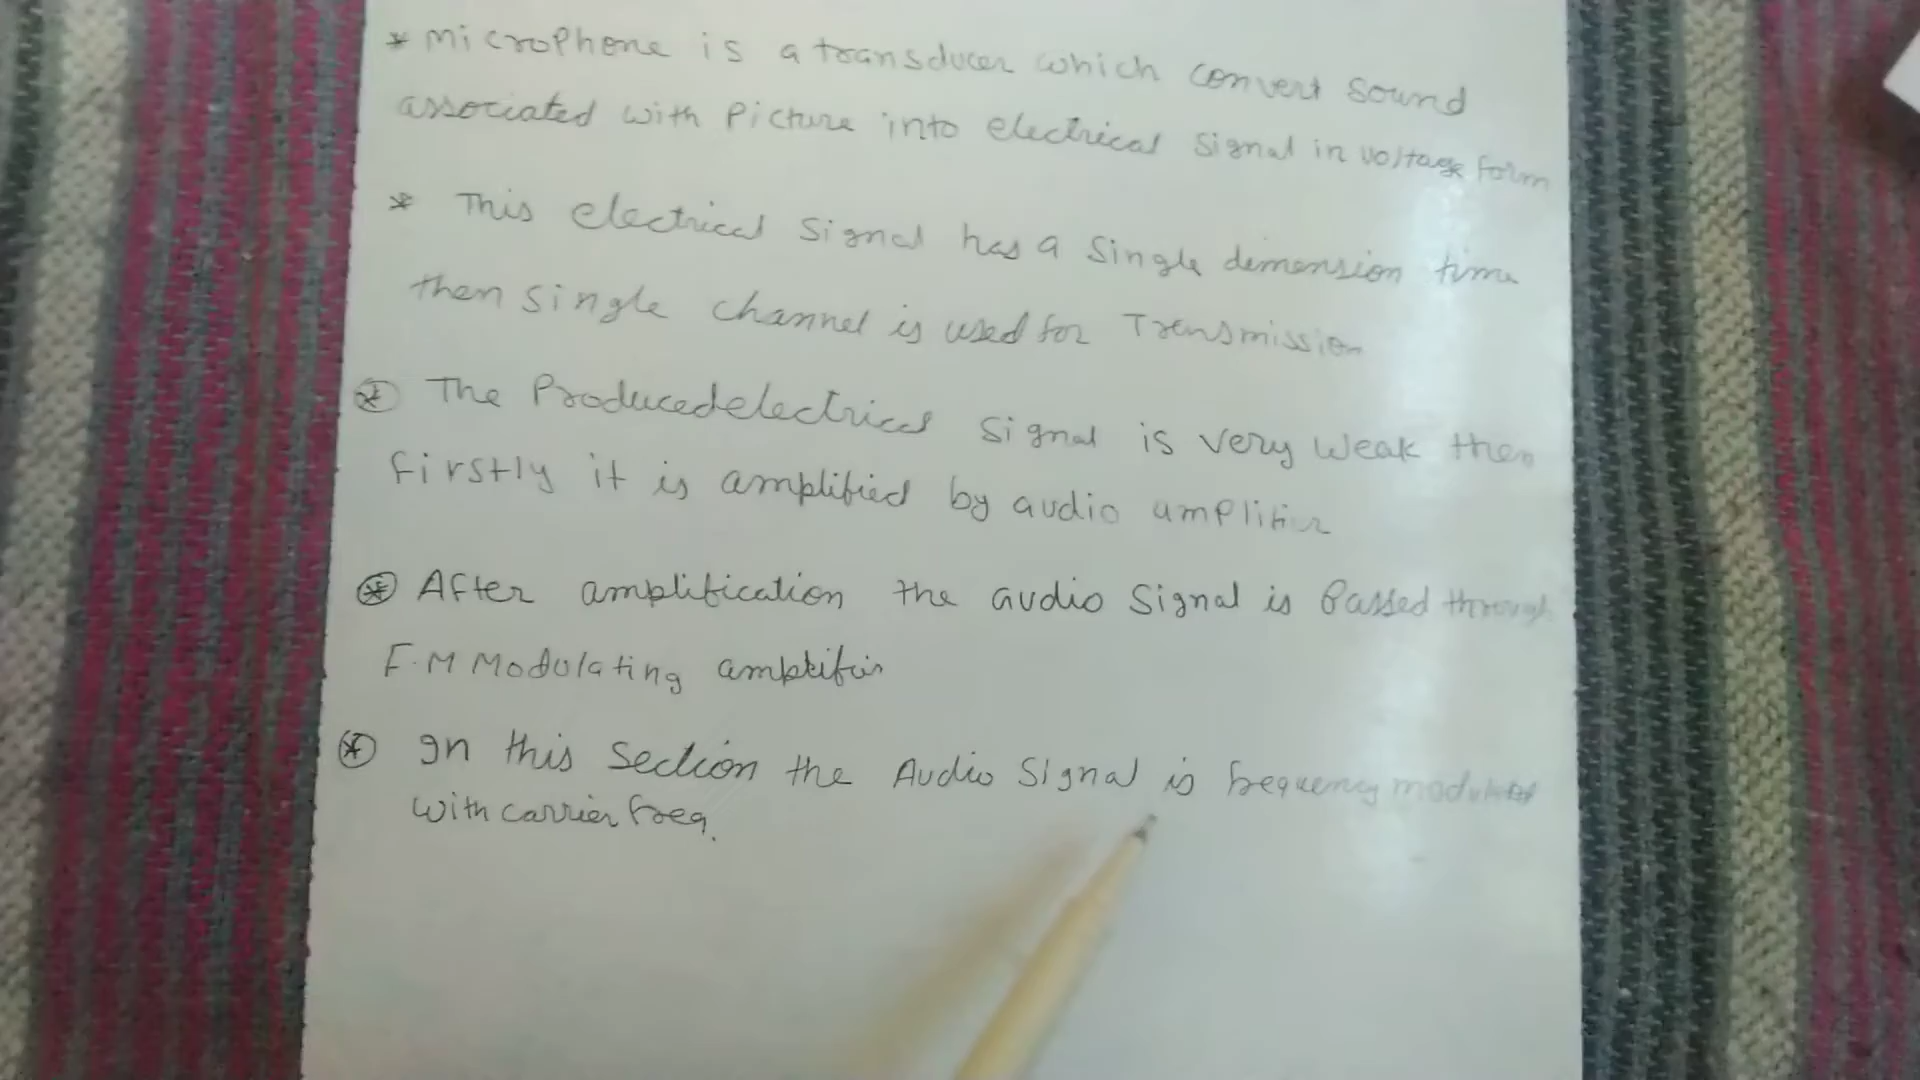 * Microphone is a transducer which convert sound
associated with Picture into electrical signal in voltage form
* This electrical signal has a single dimension time
then single channel is used for Transmission
* The Produced electrical signal is very weak then
firstly it is amplified by audio amplifier
* After amplification the audio signal is Passed through
F.M Modulating amplifier
* In this section the Audio signal is frequency modulated
with carrier freq.